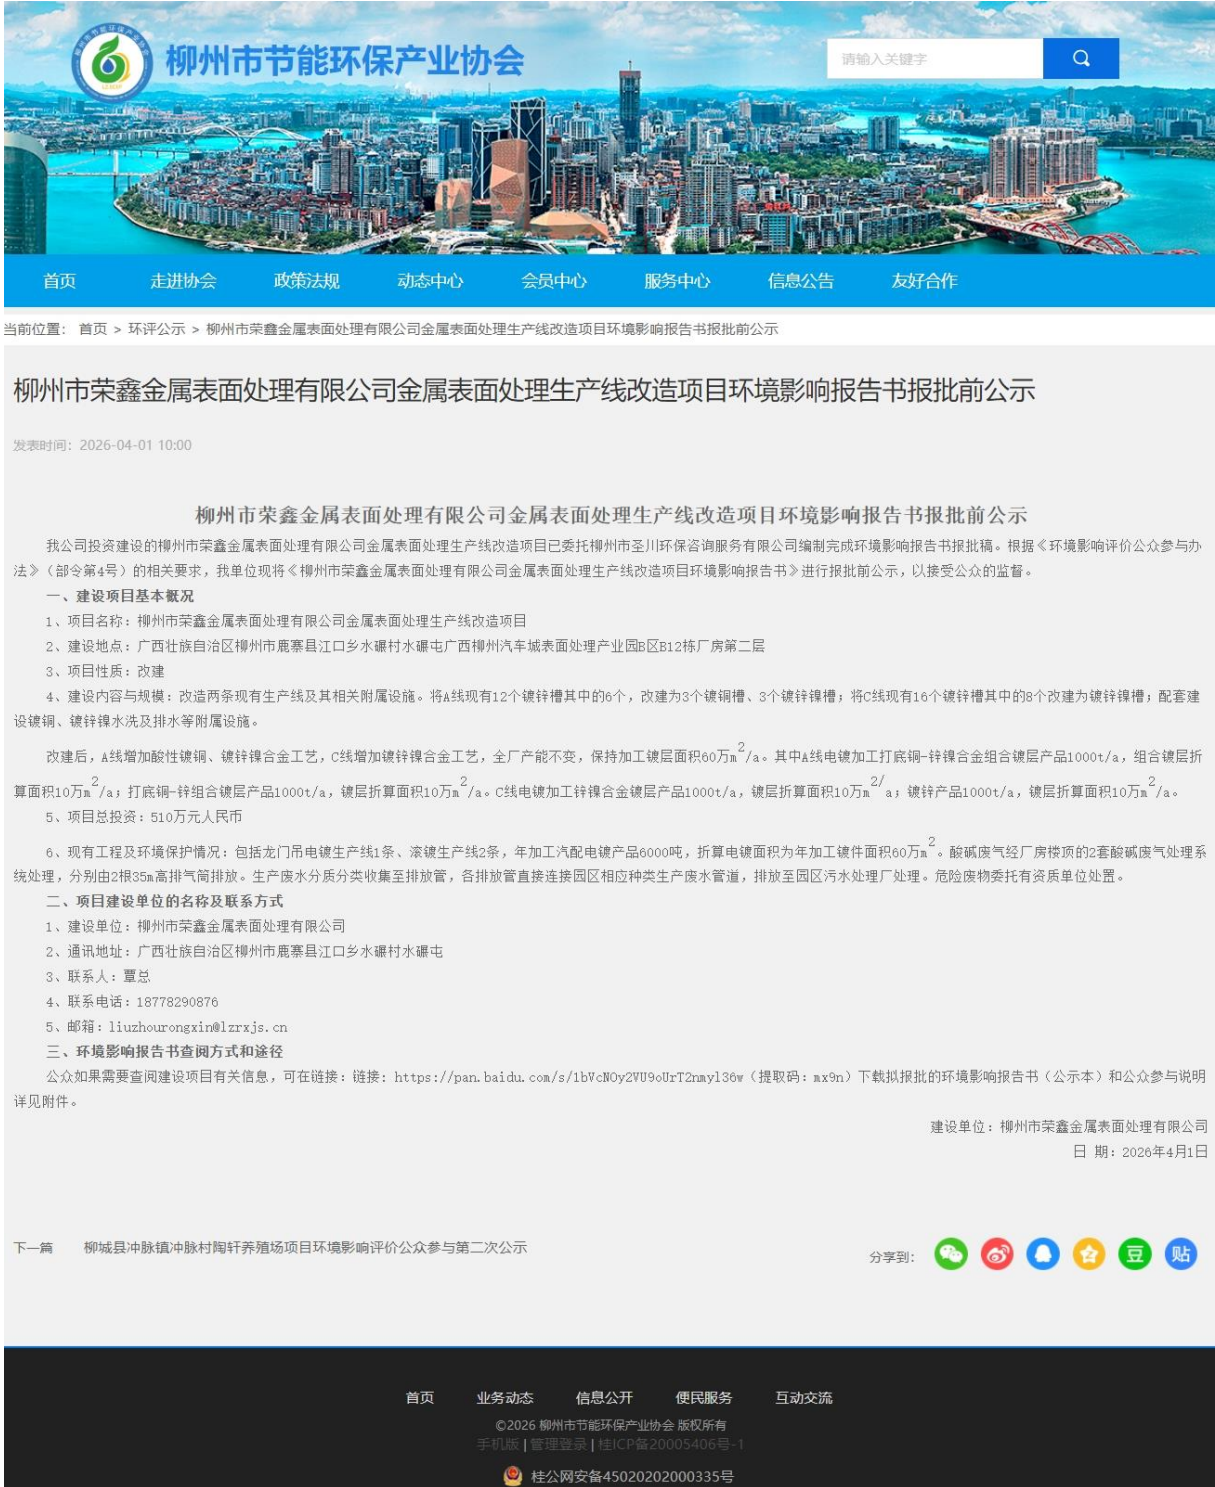 柳州市节能环保产业协会
请输入关键字
首页 走进协会 政策法规 动态中心 会员中心 服务中心 信息公告 友好合作
当前位置: 首页 > 环评公示 > 柳州市荣鑫金属表面处理有限公司金属表面处理生产线改造项目环境影响报告书报批前公示
柳州市荣鑫金属表面处理有限公司金属表面处理生产线改造项目环境影响报告书报批前公示
发表时间: 2026-04-01 10:00
柳州市荣鑫金属表面处理有限公司金属表面处理生产线改造项目环境影响报告书报批前公示
我公司投资建设的柳州市荣鑫金属表面处理有限公司金属表面处理生产线改造项目已委托柳州市圣川环保咨询服务有限公司编制完成环境影响报告书报批稿。根据《环境影响评价公众参与办
法》（部令第4号）的相关要求，我单位现将《柳州市荣鑫金属表面处理有限公司金属表面处理生产线改造项目环境影响报告书》进行报批前公示，以接受公众的监督。
一、建设项目基本概况
1、项目名称：柳州市荣鑫金属表面处理有限公司金属表面处理生产线改造项目
2、建设地点：广西壮族自治区柳州市鹿寨县江口乡水碾村水碾屯广西柳州汽车城表面处理产业园B区B12栋厂房第二层
3、项目性质：改建
4、建设内容与规模：改造两条现有生产线及其相关附属设施。将A线现有12个镀锌槽其中的6个，改建为3个镀铜槽、3个镀锌镍槽；将C线现有16个镀锌槽其中的8个改建为镀锌镍槽；配套建
设镀铜、镀锌镍水洗及排水等附属设施。
改建后，A线增加酸性镀铜、镀锌镍合金工艺，C线增加镀锌镍合金工艺，全厂产能不变，保持加工镀层面积60万m²/a。其中A线电镀加工打底铜-锌镍合金组合镀层产品1000t/a，组合镀层折
算面积10万m²/a；打底铜-锌组合镀层产品1000t/a，镀层折算面积10万m²/a。C线电镀加工锌镍合金镀层产品1000t/a，镀层折算面积10万m²/a；镀锌产品1000t/a，镀层折算面积10万m²/a。
5、项目总投资：510万元人民币
6、现有工程及环境保护情况：包括龙门吊电镀生产线1条、滚镀生产线2条，年加工汽配电镀产品6000吨，折算电镀面积为年加工镀件面积60万m²。酸碱废气经厂房楼顶的2套酸碱废气处理系
统处理，分别由2根35m高排气筒排放。生产废水分质分类收集至排放管，各排放管直接连接园区相应种类生产废水管道，排放至园区污水处理厂处理。危险废物委托有资质单位处置。
二、项目建设单位的名称及联系方式
1、建设单位：柳州市荣鑫金属表面处理有限公司
2、通讯地址：广西壮族自治区柳州市鹿寨县江口乡水碾村水碾屯
3、联系人：覃总
4、联系电话：18778290876
5、邮箱：liuzhourongxin@lzrxjs.cn
三、环境影响报告书查阅方式和途径
公众如果需要查阅建设项目有关信息，可在链接：链接: https://pan.baidu.com/s/1bVcNOy2VU9oUrT2nmyl36w（提取码：mx9n）下载拟报批的环境影响报告书（公示本）和公众参与说明
详见附件。
建设单位：柳州市荣鑫金属表面处理有限公司
日 期：2026年4月1日
下一篇 柳城县冲脉镇冲脉村陶轩养殖场项目环境影响评价公众参与第二次公示
分享到:
豆
贴
首页 业务动态 信息公开 便民服务 互动交流
©2026 柳州市节能环保产业协会 版权所有
手机版 | 管理登录 | 桂ICP备20005406号-1
桂公网安备45020202000335号